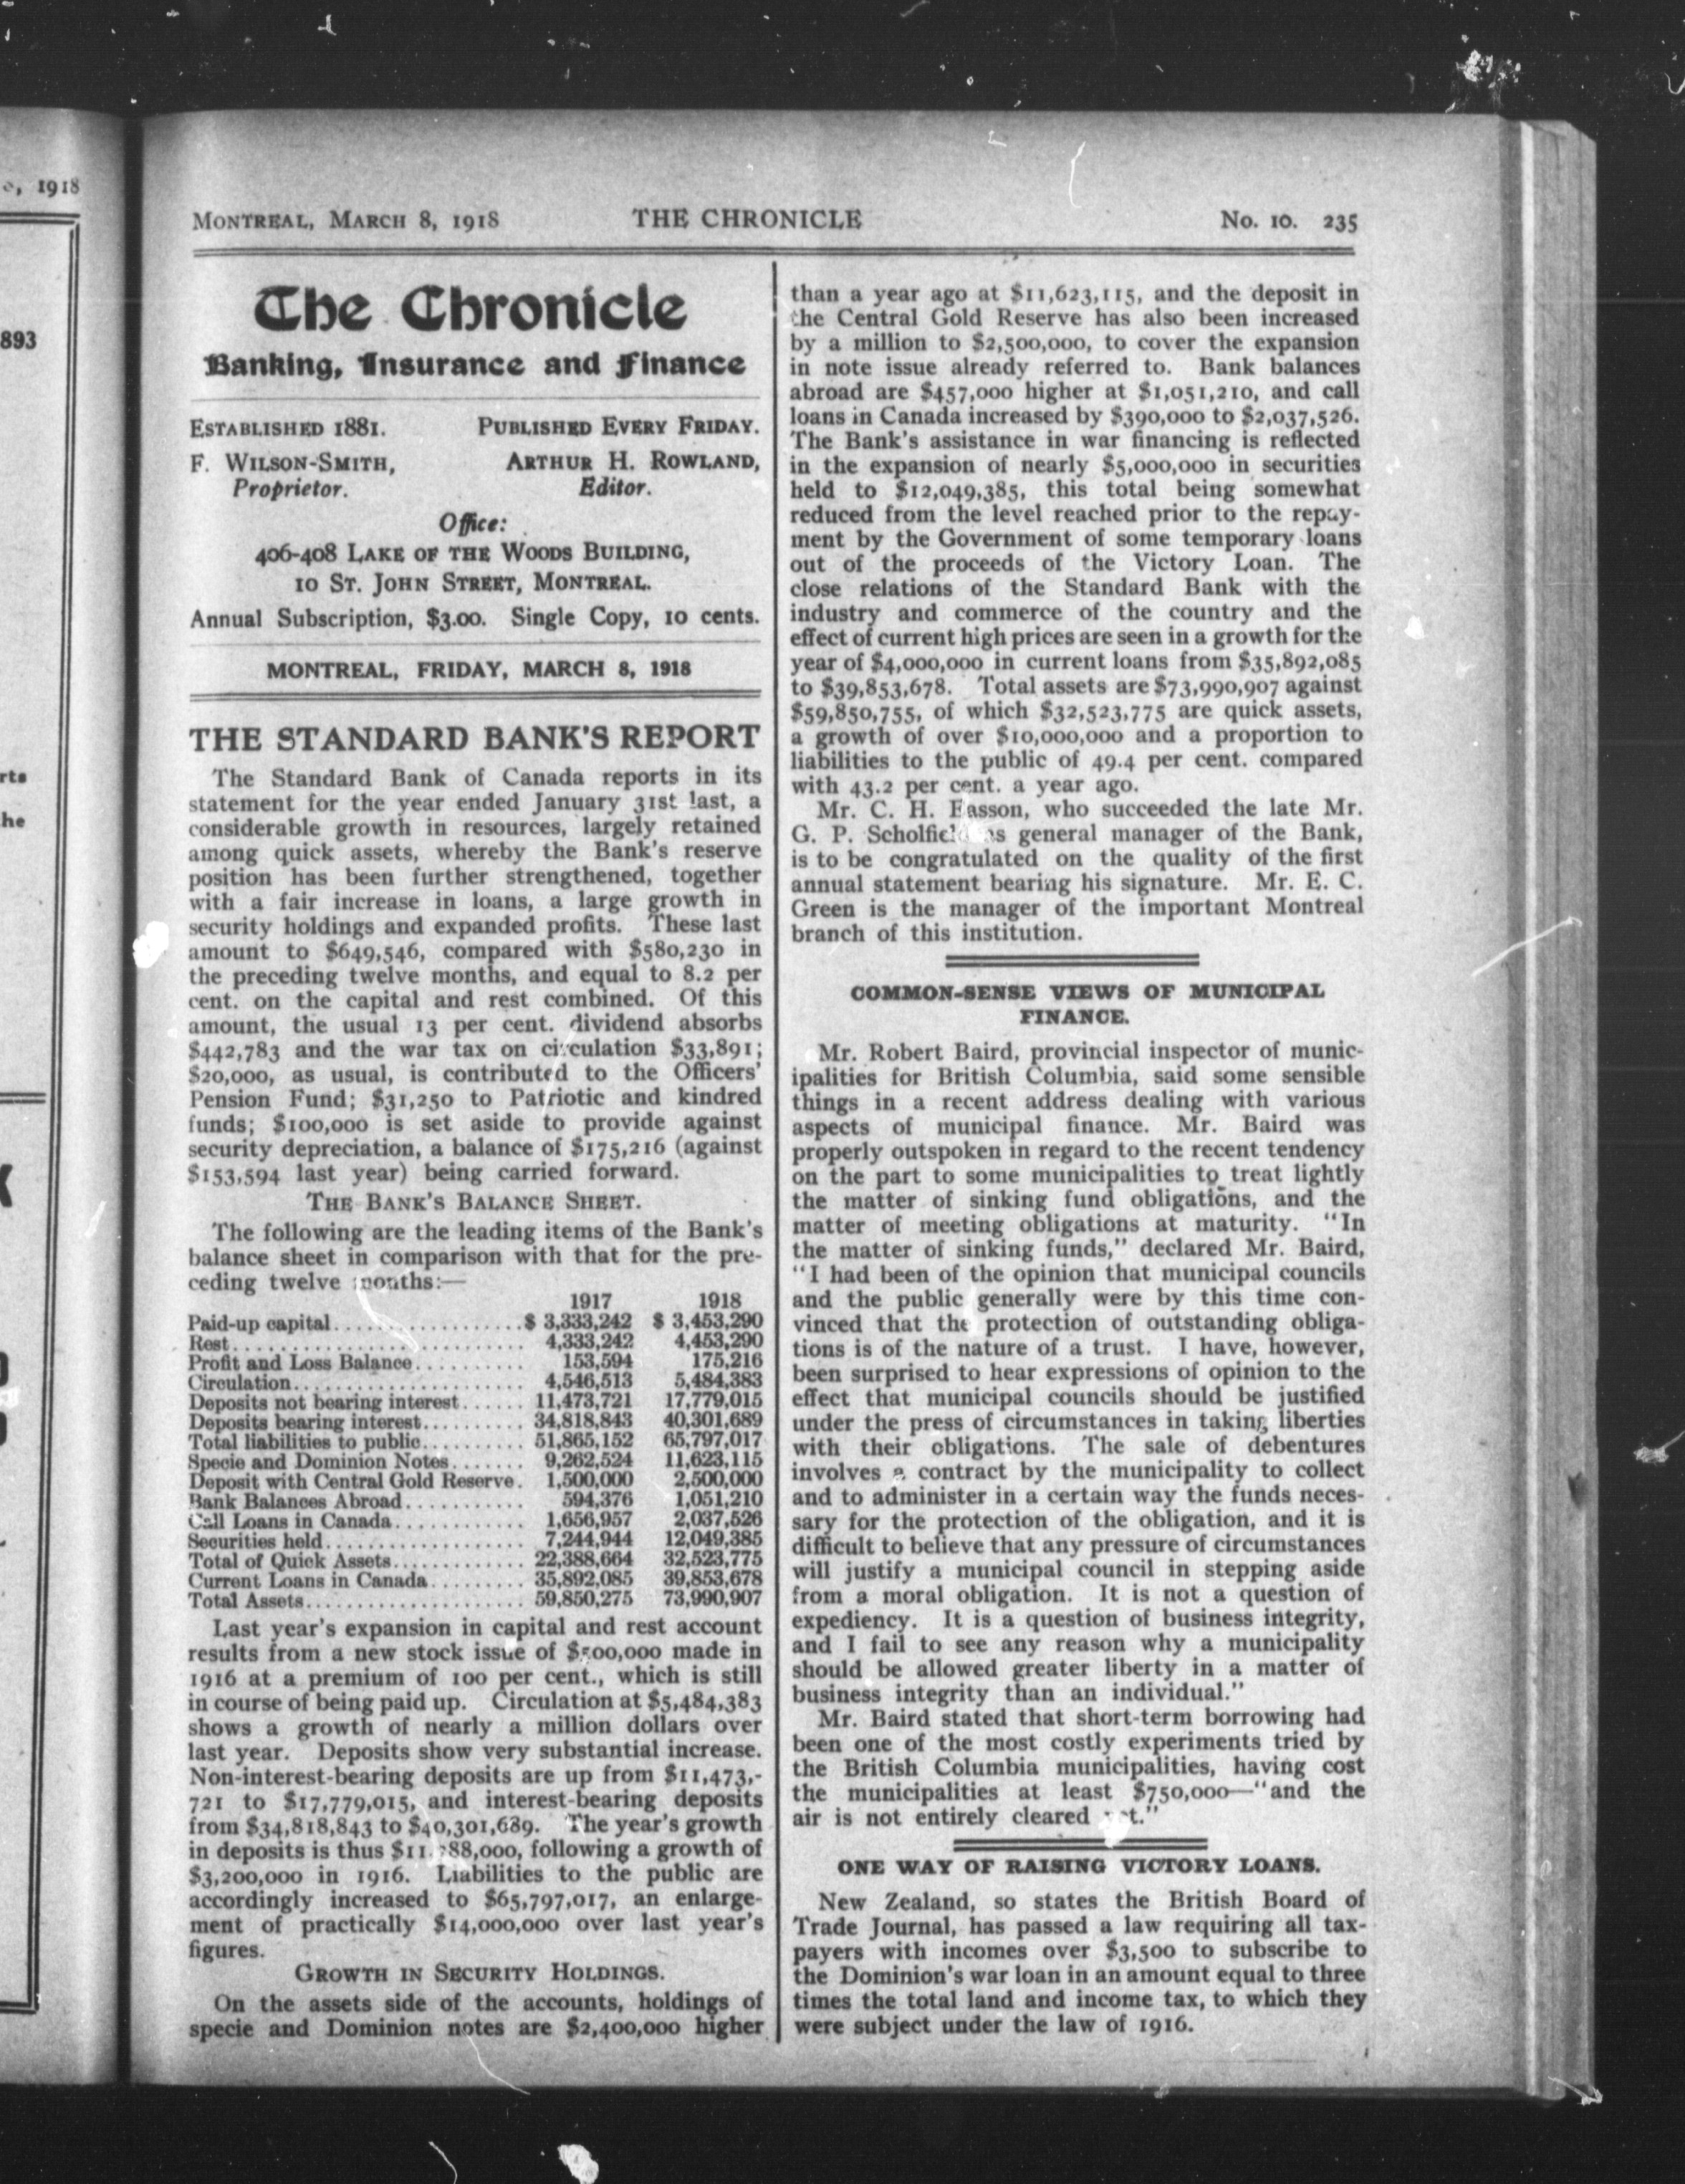 o, 1918
893
rts
he
MONTREAL, MARCH 8, 1918 THE CHRONICLE No. 10. 235
The Chronicle
Banking, Insurance and Finance
ESTABLISHED 1881. PUBLISHED EVERY FRIDAY.
F. WILSON-SMITH, ARTHUR H. ROWLAND,
Proprietor. Editor.
Office:
406-408 LAKE OF THE WOODS BUILDING,
10 ST. JOHN STREET, MONTREAL.
Annual Subscription, $3.00. Single Copy, 10 cents.
MONTREAL, FRIDAY, MARCH 8, 1918
THE STANDARD BANK'S REPORT
The Standard Bank of Canada reports in its
statement for the year ended January 31st last, a
considerable growth in resources, largely retained
among quick assets, whereby the Bank's reserve
position has been further strengthened, together
with a fair increase in loans, a large growth in
security holdings and expanded profits. These last
amount to $649,546, compared with $580,230 in
the preceding twelve months, and equal to 8.2 per
cent. on the capital and rest combined. Of this
amount, the usual 13 per cent. dividend absorbs
$442,783 and the war tax on circulation $33,891;
$20,000, as usual, is contributed to the Officers'
Pension Fund; $31,250 to Patriotic and kindred
funds; $100,000 is set aside to provide against
security depreciation, a balance of $175,216 (against
$153,594 last year) being carried forward.
THE BANK'S BALANCE SHEET.
The following are the leading items of the Bank's
balance sheet in comparison with that for the pre-
ceding twelve months:—
1917 1918
Paid-up capital.................. $ 3,333,242 $ 3,453,290
Rest........................... 4,333,242 4,453,290
Profit and Loss Balance.......... 153,594 175,216
Circulation...................... 4,546,513 5,484,383
Deposits not bearing interest...... 11,473,721 17,779,015
Deposits bearing interest.......... 34,818,843 40,301,689
Total liabilities to public.......... 51,865,152 65,797,017
Specie and Dominion Notes....... 9,262,524 11,623,115
Deposit with Central Gold Reserve. 1,500,000 2,500,000
Bank Balances Abroad........... 594,376 1,051,210
Call Loans in Canada............ 1,656,957 2,037,526
Securities held................... 7,244,944 12,049,385
Total of Quick Assets............. 22,388,664 32,523,775
Current Loans in Canada......... 35,892,085 39,853,678
Total Assets..................... 59,850,275 73,990,907
Last year's expansion in capital and rest account
results from a new stock issue of $500,000 made in
1916 at a premium of 100 per cent., which is still
in course of being paid up. Circulation at $5,484,383
shows a growth of nearly a million dollars over
last year. Deposits show very substantial increase.
Non-interest-bearing deposits are up from $11,473,-
721 to $17,779,015, and interest-bearing deposits
from $34,818,843 to $40,301,689. The year's growth
in deposits is thus following a growth of
$3,200,000 in 1916. Liabilities to the public are
accordingly increased to $65,797,017, an enlarge-
ment of practically $14,000,000 over last year's
figures.
GROWTH IN SECURITY HOLDINGS.
On the assets side of the accounts, holdings of
specie and Dominion notes are $2,400,000 higher
than a year ago at $11,623,115, and the deposit in
the Central Gold Reserve has also been increased
by a million to $2,500,000, to cover the expansion
in note issue already referred to. Bank balances
abroad are $457,000 higher at $1,051,210, and call
loans in Canada increased by $390,000 to $2,037,526.
The Bank's assistance in war financing is reflected
in the expansion of nearly $5,000,000 in securities
held to $12,049,385, this total being somewhat
reduced from the level reached prior to the repay-
ment by the Government of some temporary loans
out of the proceeds of the Victory Loan. The
close relations of the Standard Bank with the
industry and commerce of the country and the
effect of current high prices are seen in a growth for the
year of $4,000,000 in current loans from $35,892,085
to $39,853,678. Total assets are $73,990,907 against
$59,850,755, of which $32,523,775 are quick assets,
a growth of over $10,000,000 and a proportion to
liabilities to the public of 49.4 per cent. compared
with 43.2 per cent. a year ago.
Mr. C. H. Easson, who succeeded the late Mr.
G. P. Scholfield as general manager of the Bank,
is to be congratulated on the quality of the first
annual statement bearing his signature. Mr. E. C.
Green is the manager of the important Montreal
branch of this institution.
COMMON-SENSE VIEWS OF MUNICIPAL
FINANCE.
Mr. Robert Baird, provincial inspector of munic-
ipalities for British Columbia, said some sensible
things in a recent address dealing with various
aspects of municipal finance. Mr. Baird was
properly outspoken in regard to the recent tendency
on the part to some municipalities to treat lightly
the matter of sinking fund obligations, and the
matter of meeting obligations at maturity. "In
the matter of sinking funds," declared Mr. Baird,
"I had been of the opinion that municipal councils
and the public generally were by this time con-
vinced that the protection of outstanding obliga-
tions is of the nature of a trust. I have, however,
been surprised to hear expressions of opinion to the
effect that municipal councils should be justified
under the press of circumstances in taking liberties
with their obligations. The sale of debentures
involves a contract by the municipality to collect
and to administer in a certain way the funds neces-
sary for the protection of the obligation, and it is
difficult to believe that any pressure of circumstances
will justify a municipal council in stepping aside
from a moral obligation. It is not a question of
expediency. It is a question of business integrity,
and I fail to see any reason why a municipality
should be allowed greater liberty in a matter of
business integrity than an individual."
Mr. Baird stated that short-term borrowing had
been one of the most costly experiments tried by
the British Columbia municipalities, having cost
the municipalities at least $750,000—"and the
air is not entirely cleared yet."
ONE WAY OF RAISING VICTORY LOANS.
New Zealand, so states the British Board of
Trade Journal, has passed a law requiring all tax-
payers with incomes over $3,500 to subscribe to
the Dominion's war loan in an amount equal to three
times the total land and income tax, to which they
were subject under the law of 1916.